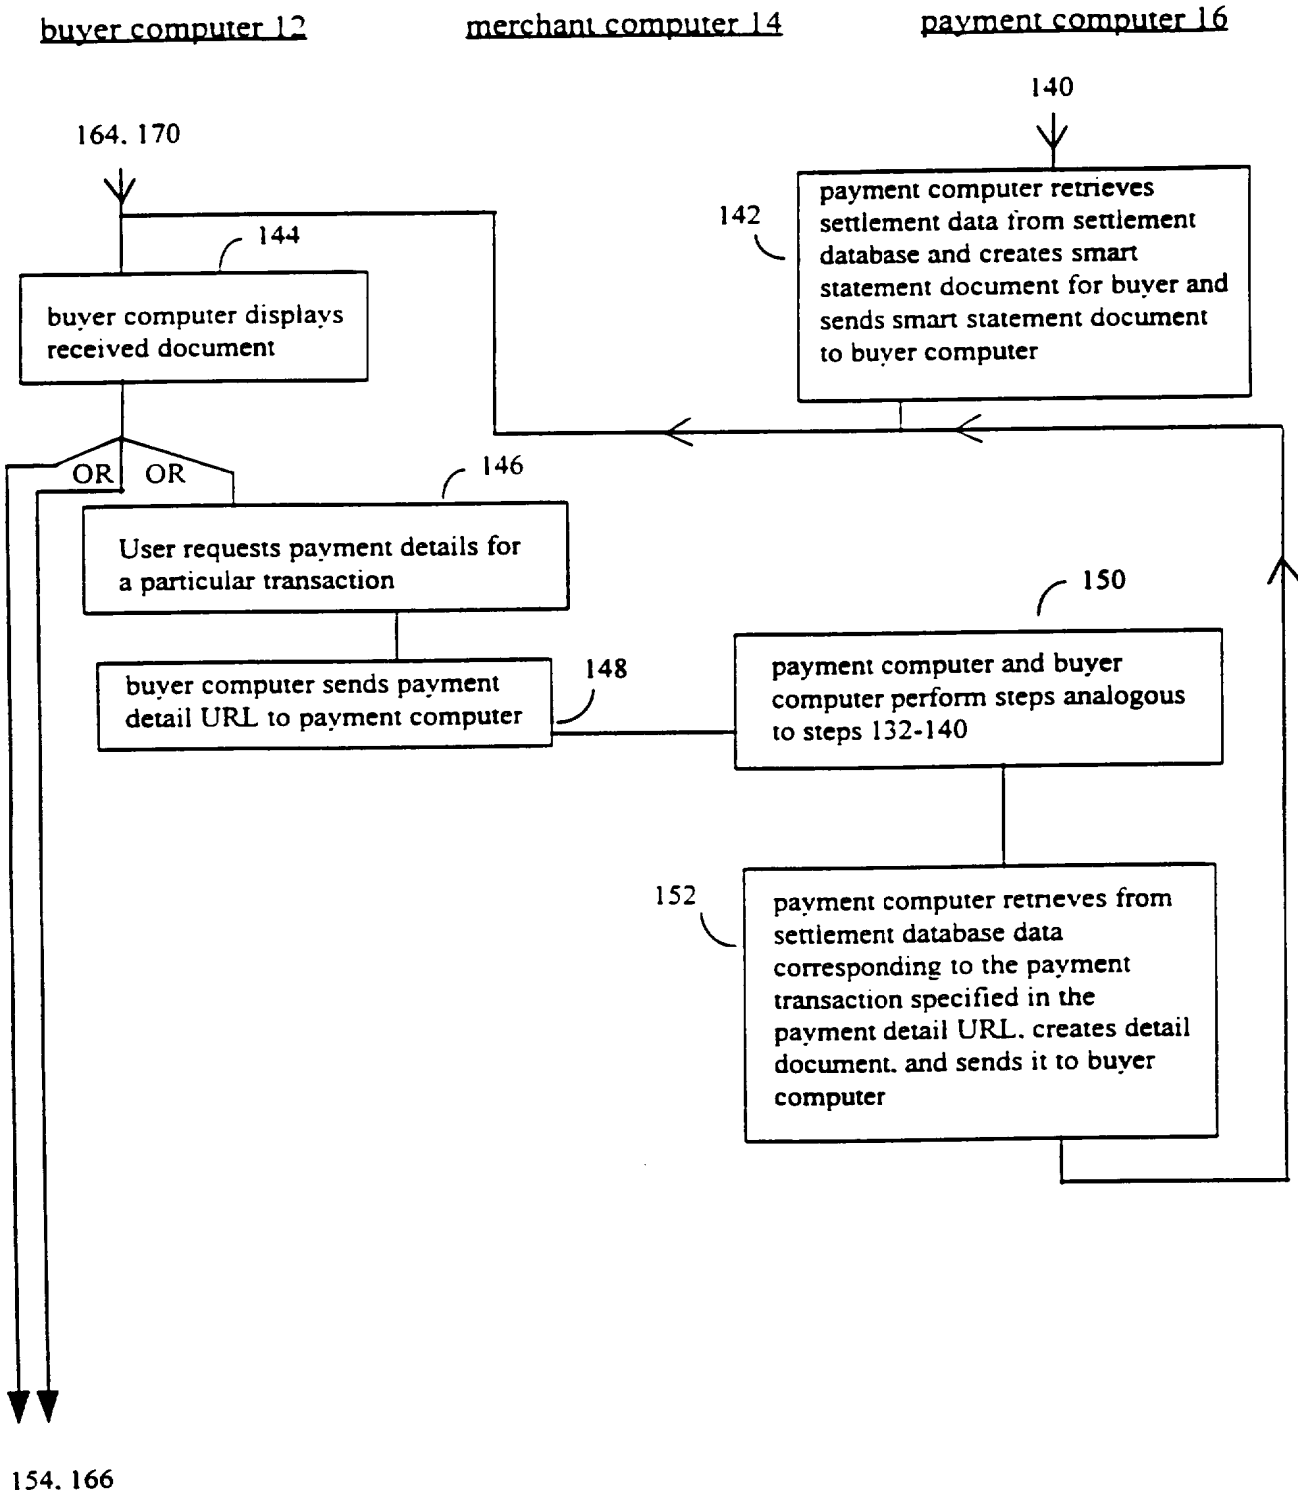 buyer computer 12
merchant computer 14
payment computer 16
140
164. 170
142
payment computer retrieves
settlement data from settlement
database and creates smart
statement document for buyer and
sends smart statement document
to buyer computer
144
buyer computer displays
received document
OR OR
146
User requests payment details for
a particular transaction
148
buyer computer sends payment
detail URL to payment computer
150
payment computer and buyer
computer perform steps analogous
to steps 132-140
152
payment computer retrieves from
settlement database data
corresponding to the payment
transaction specified in the
payment detail URL. creates detail
document. and sends it to buyer
computer
154. 166